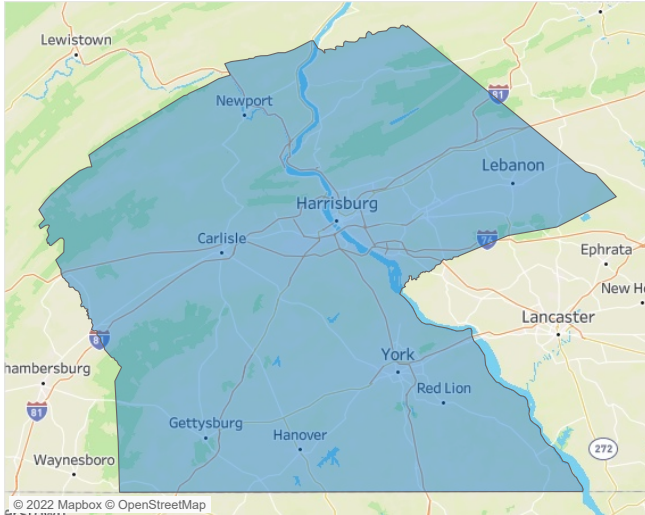 Lewistown
81
Newport
Lebanon
Harrisburg
Carlisle
76
Ephrata
New Ho
Lancaster
81
hambersburg
York
Red Lion
81
Gettysburg
Hanover
272
Waynesboro
© 2022 Mapbox © OpenStreetMap